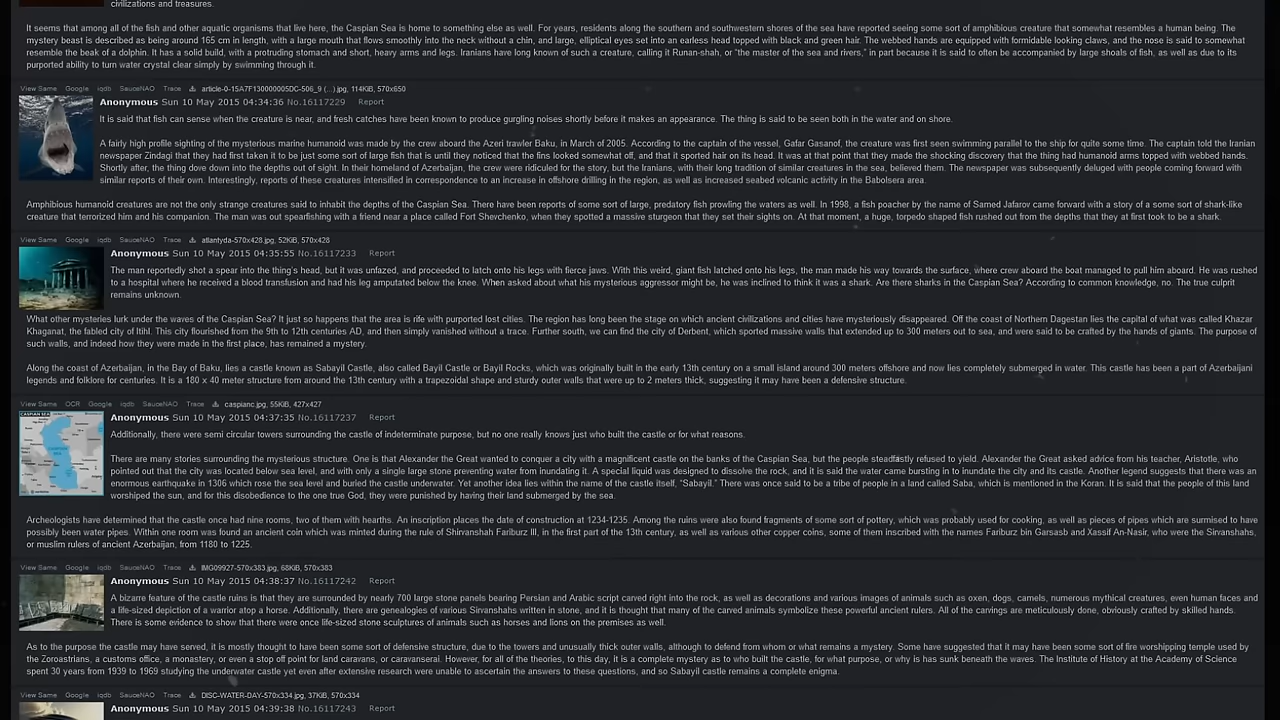 civilizations and treasures.
It seems that among all of the fish and other aquatic organisms that live here, the Caspian Sea is home to something else as well. For years, residents along the southern and southwestern shores of the sea have reported seeing some sort of amphibious creature that somewhat resembles a human being. The
mystery beast is described as being around 165 cm in length, with a large mouth that flows smoothly into the neck without a chin, and large, elliptical eyes set into an earless head topped with black and green hair. The webbed hands are equipped with formidable looking claws, and the nose is said to somewhat
resemble the beak of a dolphin. It has a solid build, with a protruding stomach and short, heavy arms and legs. Iranians have long known of such a creature, calling it Runan-shah, or "the master of the sea and rivers," in part because it is said to often be accompanied by large shoals of fish, as well as due to its
purported ability to turn water crystal clear simply by swimming through it.
View Same Google iqdb SauceNAO Trace article-0-15A7F130000005DC-506_9 (...).jpg, 114KiB, 570x650
Anonymous Sun 10 May 2015 04:34:36 No.16117229 Report
It is said that fish can sense when the creature is near, and fresh catches have been known to produce gurgling noises shortly before it makes an appearance. The thing is said to be seen both in the water and on shore.
A fairly high profile sighting of the mysterious marine humanoid was made by the crew aboard the Azeri trawler Baku, in March of 2005. According to the captain of the vessel, Gafar Gasanof, the creature was first seen swimming parallel to the ship for quite some time. The captain told the Iranian
newspaper Zindagi that they had first taken it to be just some sort of large fish that is until they noticed that the fins looked somewhat off, and that it sported hair on its head. It was at that point that they made the shocking discovery that the thing had humanoid arms topped with webbed hands.
Shortly after, the thing dove down into the depths out of sight. In their homeland of Azerbaijan, the crew were ridiculed for the story, but the Iranians, with their long tradition of similar creatures in the sea, believed them. The newspaper was subsequently deluged with people coming forward with
similar reports of their own. Interestingly, reports of these creatures intensified in correspondence to an increase in offshore drilling in the region, as well as increased seabed volcanic activity in the Babolsera area.
Amphibious humanoid creatures are not the only strange creatures said to inhabit the depths of the Caspian Sea. There have been reports of some sort of large, predatory fish prowling the waters as well. In 1998, a fish poacher by the name of Samed Jafarov came forward with a story of a some sort of shark-like
creature that terrorized him and his companion. The man was out spearfishing with a friend near a place called Fort Shevchenko, when they spotted a massive sturgeon that they set their sights on. At that moment, a huge, torpedo shaped fish rushed out from the depths that they at first took to be a shark.
View Same Google iqdb SauceNAO Trace atlantyda-570x428.jpg, 52KiB, 570x428
Anonymous Sun 10 May 2015 04:35:55 No.16117233 Report
The man reportedly shot a spear into the thing's head, but it was unfazed, and proceeded to latch onto his legs with fierce jaws. With this weird, giant fish latched onto his legs, the man made his way towards the surface, where crew aboard the boat managed to pull him aboard. He was rushed
to a hospital where he received a blood transfusion and had his leg amputated below the knee. When asked about what his mysterious aggressor might be, he was inclined to think it was a shark. Are there sharks in the Caspian Sea? According to common knowledge, no. The true culprit
remains unknown.
What other mysteries lurk under the waves of the Caspian Sea? It just so happens that the area is rife with purported lost cities. The region has long been the stage on which ancient civilizations and cities have mysteriously disappeared. Off the coast of Northern Dagestan lies the capital of what was called Khazar
Khaganat, the fabled city of Itihl. This city flourished from the 9th to 12th centuries AD, and then simply vanished without a trace. Further south, we can find the city of Derbent, which sported massive walls that extended up to 300 meters out to sea, and were said to be crafted by the hands of giants. The purpose of
such walls, and indeed how they were made in the first place, has remained a mystery.
Along the coast of Azerbaijan, in the Bay of Baku, lies a castle known as Sabayil Castle, also called Bayil Castle or Bayil Rocks, which was originally built in the early 13th century on a small island around 300 meters offshore and now lies completely submerged in water. This castle has been a part of Azerbaijani
legends and folklore for centuries. It is a 180 x 40 meter structure from around the 13th century with a trapezoidal shape and sturdy outer walls that were up to 2 meters thick, suggesting it may have been a defensive structure.
View Same OCR Google iqdb SauceNAO Trace caspianc.jpg, 55KiB, 427x427
CASPIAN SEA
Anonymous Sun 10 May 2015 04:37:35 No.16117237 Report
Additionally, there were semi circular towers surrounding the castle of indeterminate purpose, but no one really knows just who built the castle or for what reasons.
There are many stories surrounding the mysterious structure. One is that Alexander the Great wanted to conquer a city with a magnificent castle on the banks of the Caspian Sea, but the people steadfastly refused to yield. Alexander the Great asked advice from his teacher, Aristotle, who
pointed out that the city was located below sea level, and with only a single large stone preventing water from inundating it. A special liquid was designed to dissolve the rock, and it is said the water came bursting in to inundate the city and its castle. Another legend suggests that there was an
enormous earthquake in 1306 which rose the sea level and buried the castle underwater. Yet another idea lies within the name of the castle itself, "Sabayil." There was once said to be a tribe of people in a land called Saba, which is mentioned in the Koran. It is said that the people of this land
worshiped the sun, and for this disobedience to the one true God, they were punished by having their land submerged by the sea.
Archeologists have determined that the castle once had nine rooms, two of them with hearths. An inscription places the date of construction at 1234-1235. Among the ruins were also found fragments of some sort of pottery, which was probably used for cooking, as well as pieces of pipes which are surmised to have
possibly been water pipes. Within one room was found an ancient coin which was minted during the rule of Shirvanshah Fariburz III, in the first part of the 13th century, as well as various other copper coins, some of them inscribed with the names Fariburz bin Garsasb and Xassif An-Nasir, who were the Sirvanshahs,
or muslim rulers of ancient Azerbaijan, from 1180 to 1225.
View Same Google iqdb SauceNAO Trace IMG09927-570x383.jpg, 68KiB, 570x383
Anonymous Sun 10 May 2015 04:38:37 No.16117242 Report
A bizarre feature of the castle ruins is that they are surrounded by nearly 700 large stone panels bearing Persian and Arabic script carved right into the rock, as well as decorations and various images of animals such as oxen, dogs, camels, numerous mythical creatures, even human faces and
a life-sized depiction of a warrior atop a horse. Additionally, there are genealogies of various Sirvanshahs written in stone, and it is thought that many of the carved animals symbolize these powerful ancient rulers. All of the carvings are meticulously done, obviously crafted by skilled hands.
There is some evidence to show that there were once life-sized stone sculptures of animals such as horses and lions on the premises as well.
As to the purpose the castle may have served, it is mostly thought to have been some sort of defensive structure, due to the towers and unusually thick outer walls, although to defend from whom or what remains a mystery. Some have suggested that it may have been some sort of fire worshipping temple used by
the Zoroastrians, a customs office, a monastery, or even a stop off point for land caravans, or caravanserai. However, for all of the theories, to this day, it is a complete mystery as to who built the castle, for what purpose, or why is has sunk beneath the waves. The Institute of History at the Academy of Science
spent 30 years from 1939 to 1969 studying the underwater castle yet even after extensive research were unable to ascertain the answers to these questions, and so Sabayil castle remains a complete enigma.
View Same Google iqdb SauceNAO Trace DISC-WATER-DAY-570x334.jpg, 37KiB, 570x334
Anonymous Sun 10 May 2015 04:39:38 No.16117243 Report